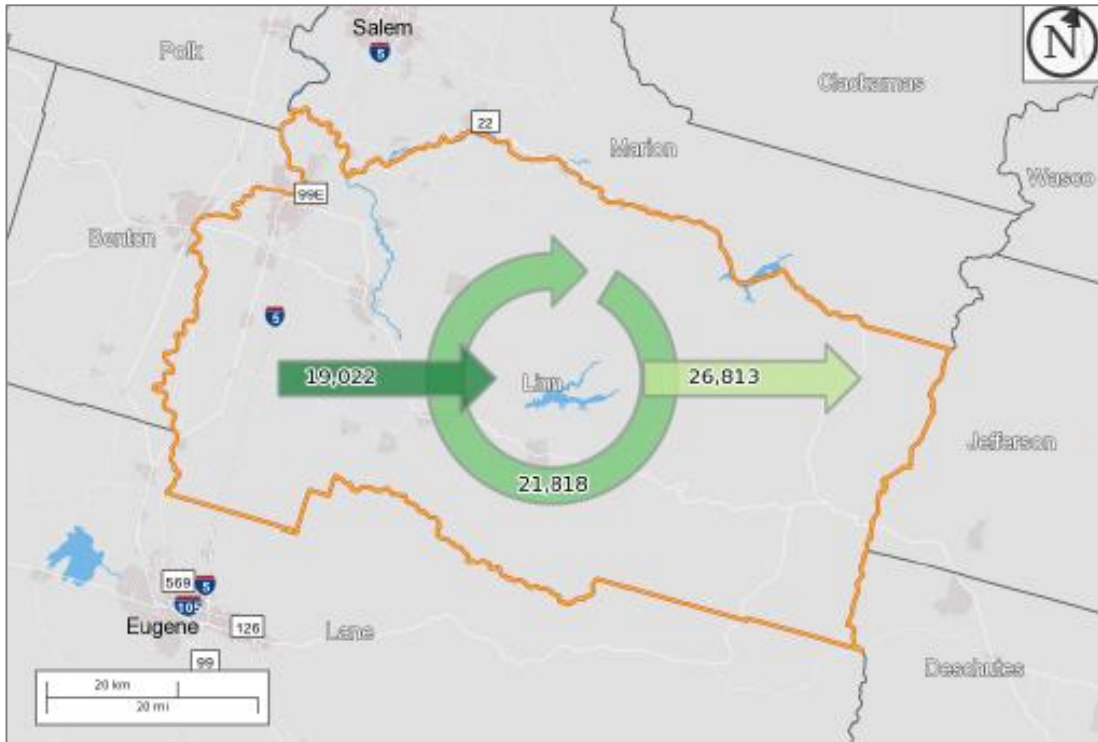 Salem
5
N
Polk
Clackamas
22
Marion
Wasco
99E
Benton
5
19,022
Linn
26,813
Jefferson
21,818
569
5
105
Eugene
126
Lane
99
Deschutes
20 km
20 mi